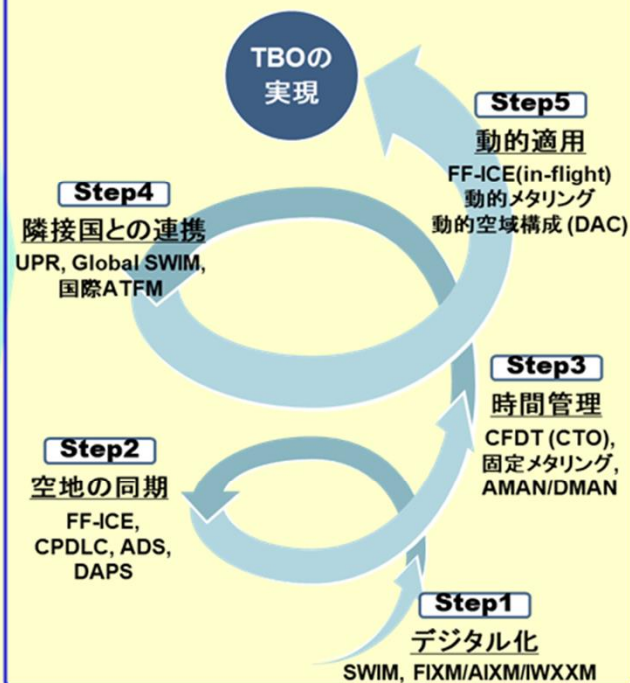 TBOの
実現
Step5
動的適用
FF-ICE(in-flight)
動的メタリング
動的空域構成 (DAC)
Step4
隣接国との連携
UPR, Global SWIM,
国際ATFM
Step3
時間管理
CFDT (CTO),
固定メタリング,
AMAN/DMAN
Step2
空地の同期
FF-ICE,
CPDLC, ADS,
DAPS
Step1
デジタル化
SWIM, FIXM/AIXM/IWXXM